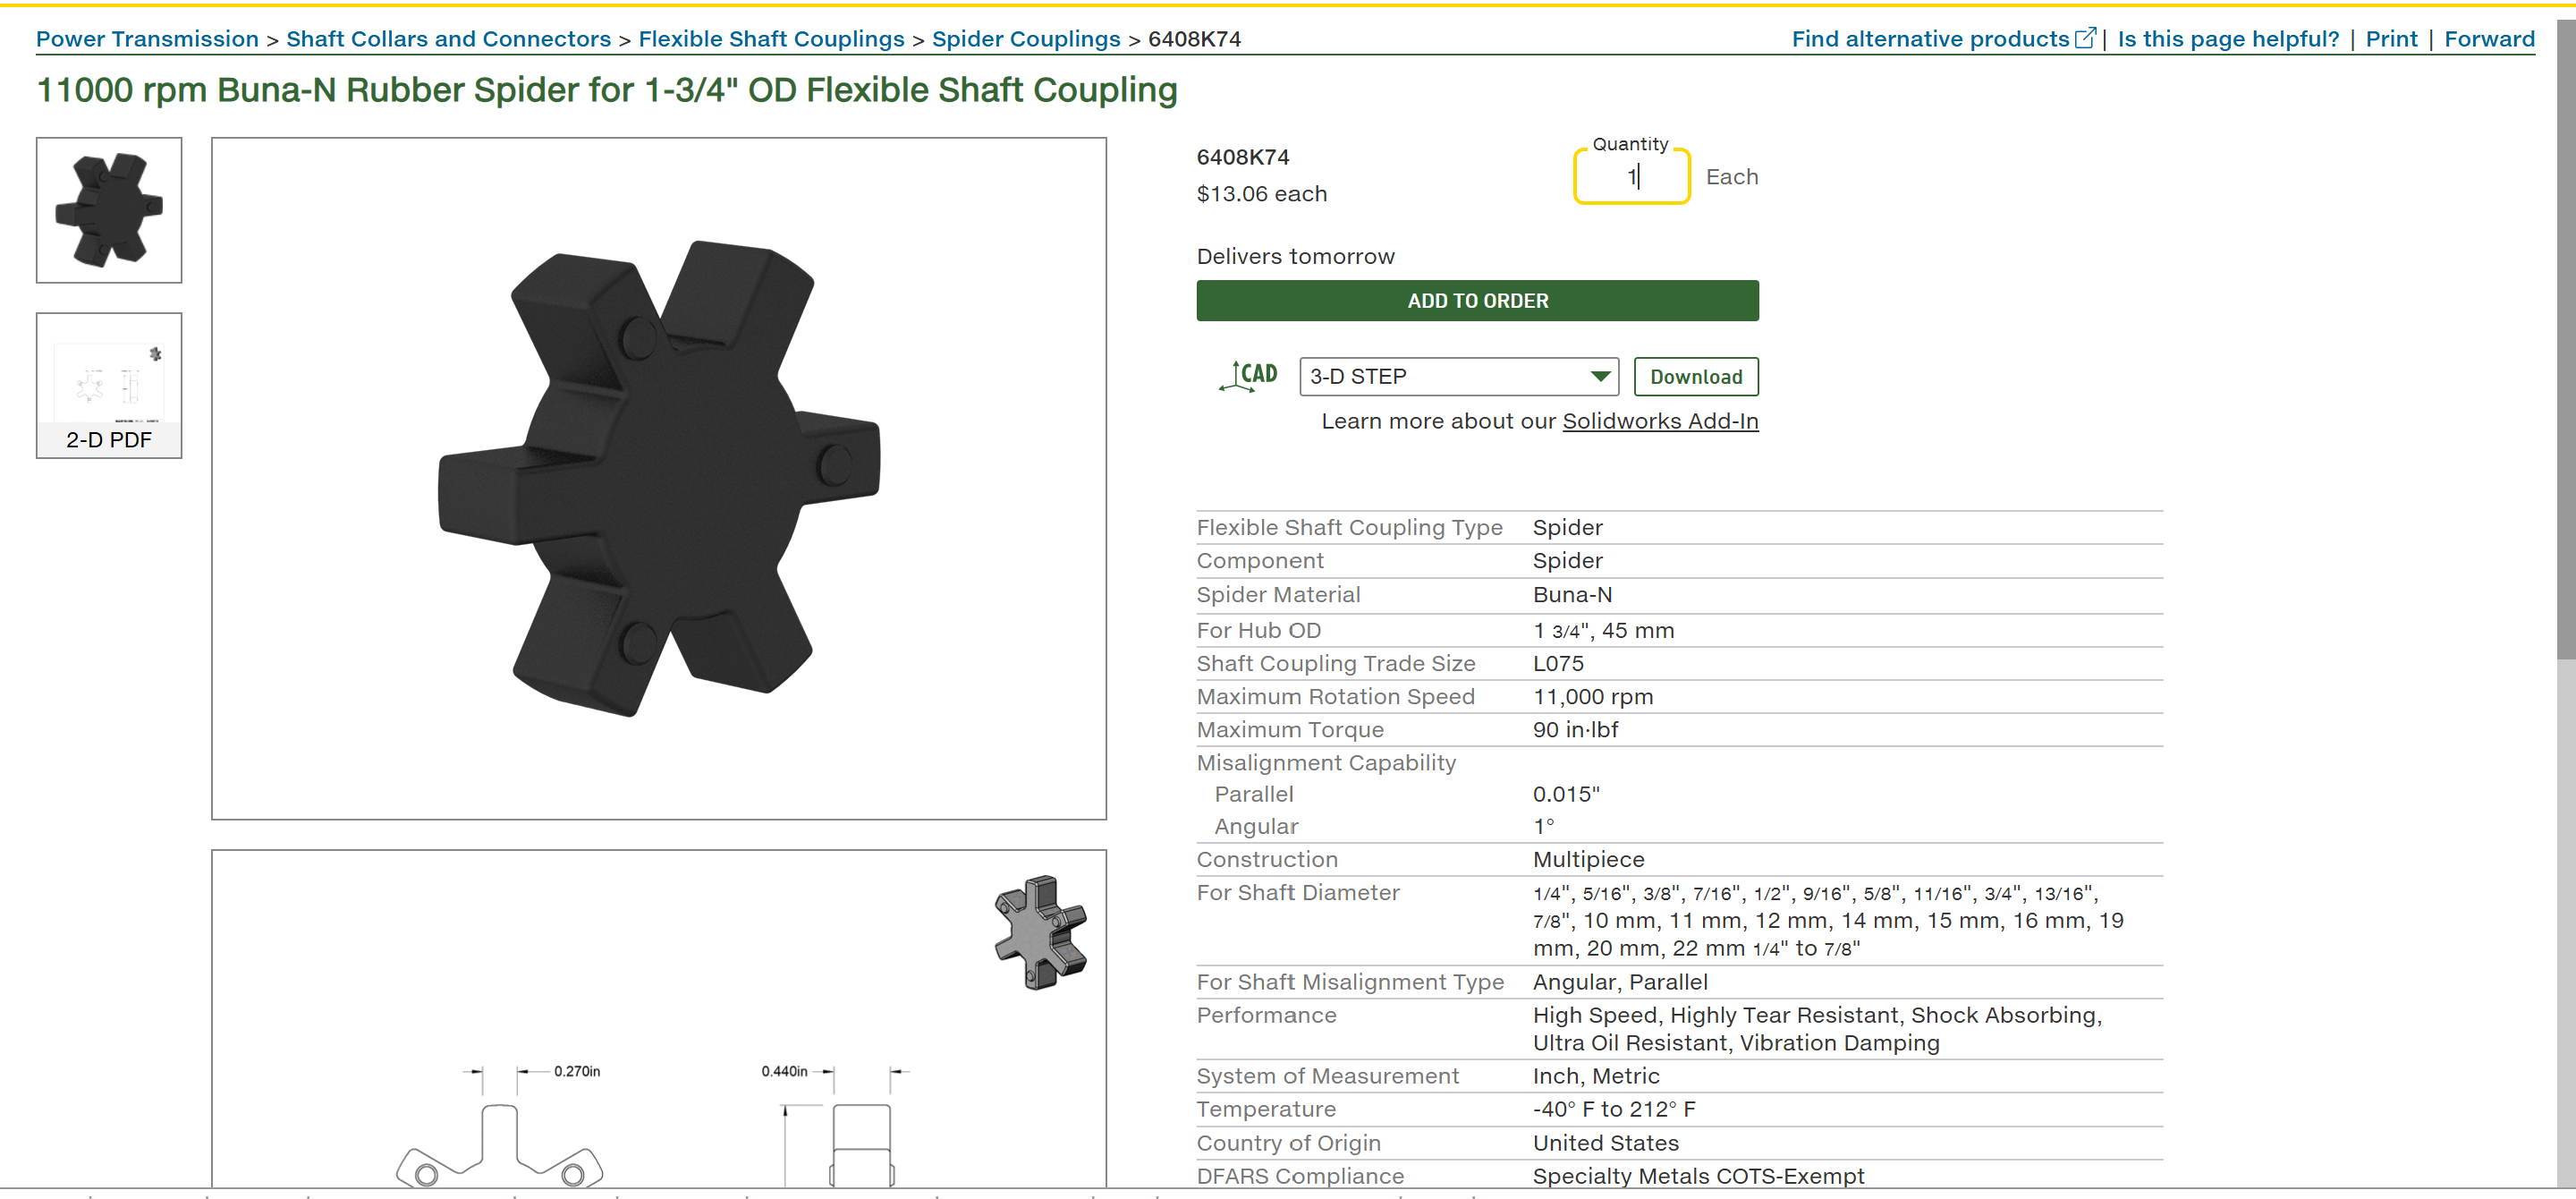 Power Transmission > Shaft Collars and Connectors > Flexible Shaft Couplings > Spider Couplings > 6408K74
Find alternative products | Is this page helpful? | Print | Forward
11000 rpm Buna-N Rubber Spider for 1-3/4" OD Flexible Shaft Coupling
2-D PDF
6408K74
$13.06 each
Quantity
1
Each
Delivers tomorrow
ADD TO ORDER
CAD
3-D STEP
Download
Learn more about our Solidworks Add-In
Flexible Shaft Coupling Type Spider
Component Spider
Spider Material Buna-N
For Hub OD 1 3/4", 45 mm
Shaft Coupling Trade Size L075
Maximum Rotation Speed 11,000 rpm
Maximum Torque 90 in·lbf
Misalignment Capability
Parallel 0.015"
Angular 1°
Construction Multipiece
For Shaft Diameter 1/4", 5/16", 3/8", 7/16", 1/2", 9/16", 5/8", 11/16", 3/4", 13/16",
7/8", 10 mm, 11 mm, 12 mm, 14 mm, 15 mm, 16 mm, 19
mm, 20 mm, 22 mm 1/4" to 7/8"
For Shaft Misalignment Type Angular, Parallel
Performance High Speed, Highly Tear Resistant, Shock Absorbing,
Ultra Oil Resistant, Vibration Damping
System of Measurement Inch, Metric
Temperature -40° F to 212° F
Country of Origin United States
DFARS Compliance Specialty Metals COTS-Exempt
0.270in
0.440in